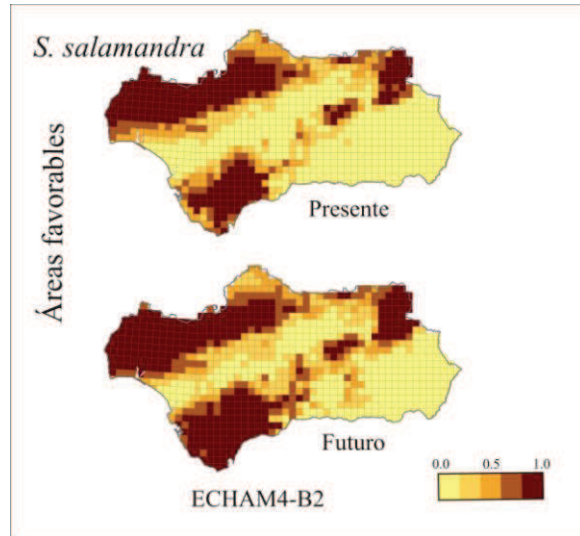 S. salamandra
Áreas favorables
Presente
Futuro
0.0 0.5 1.0
ECHAM4-B2